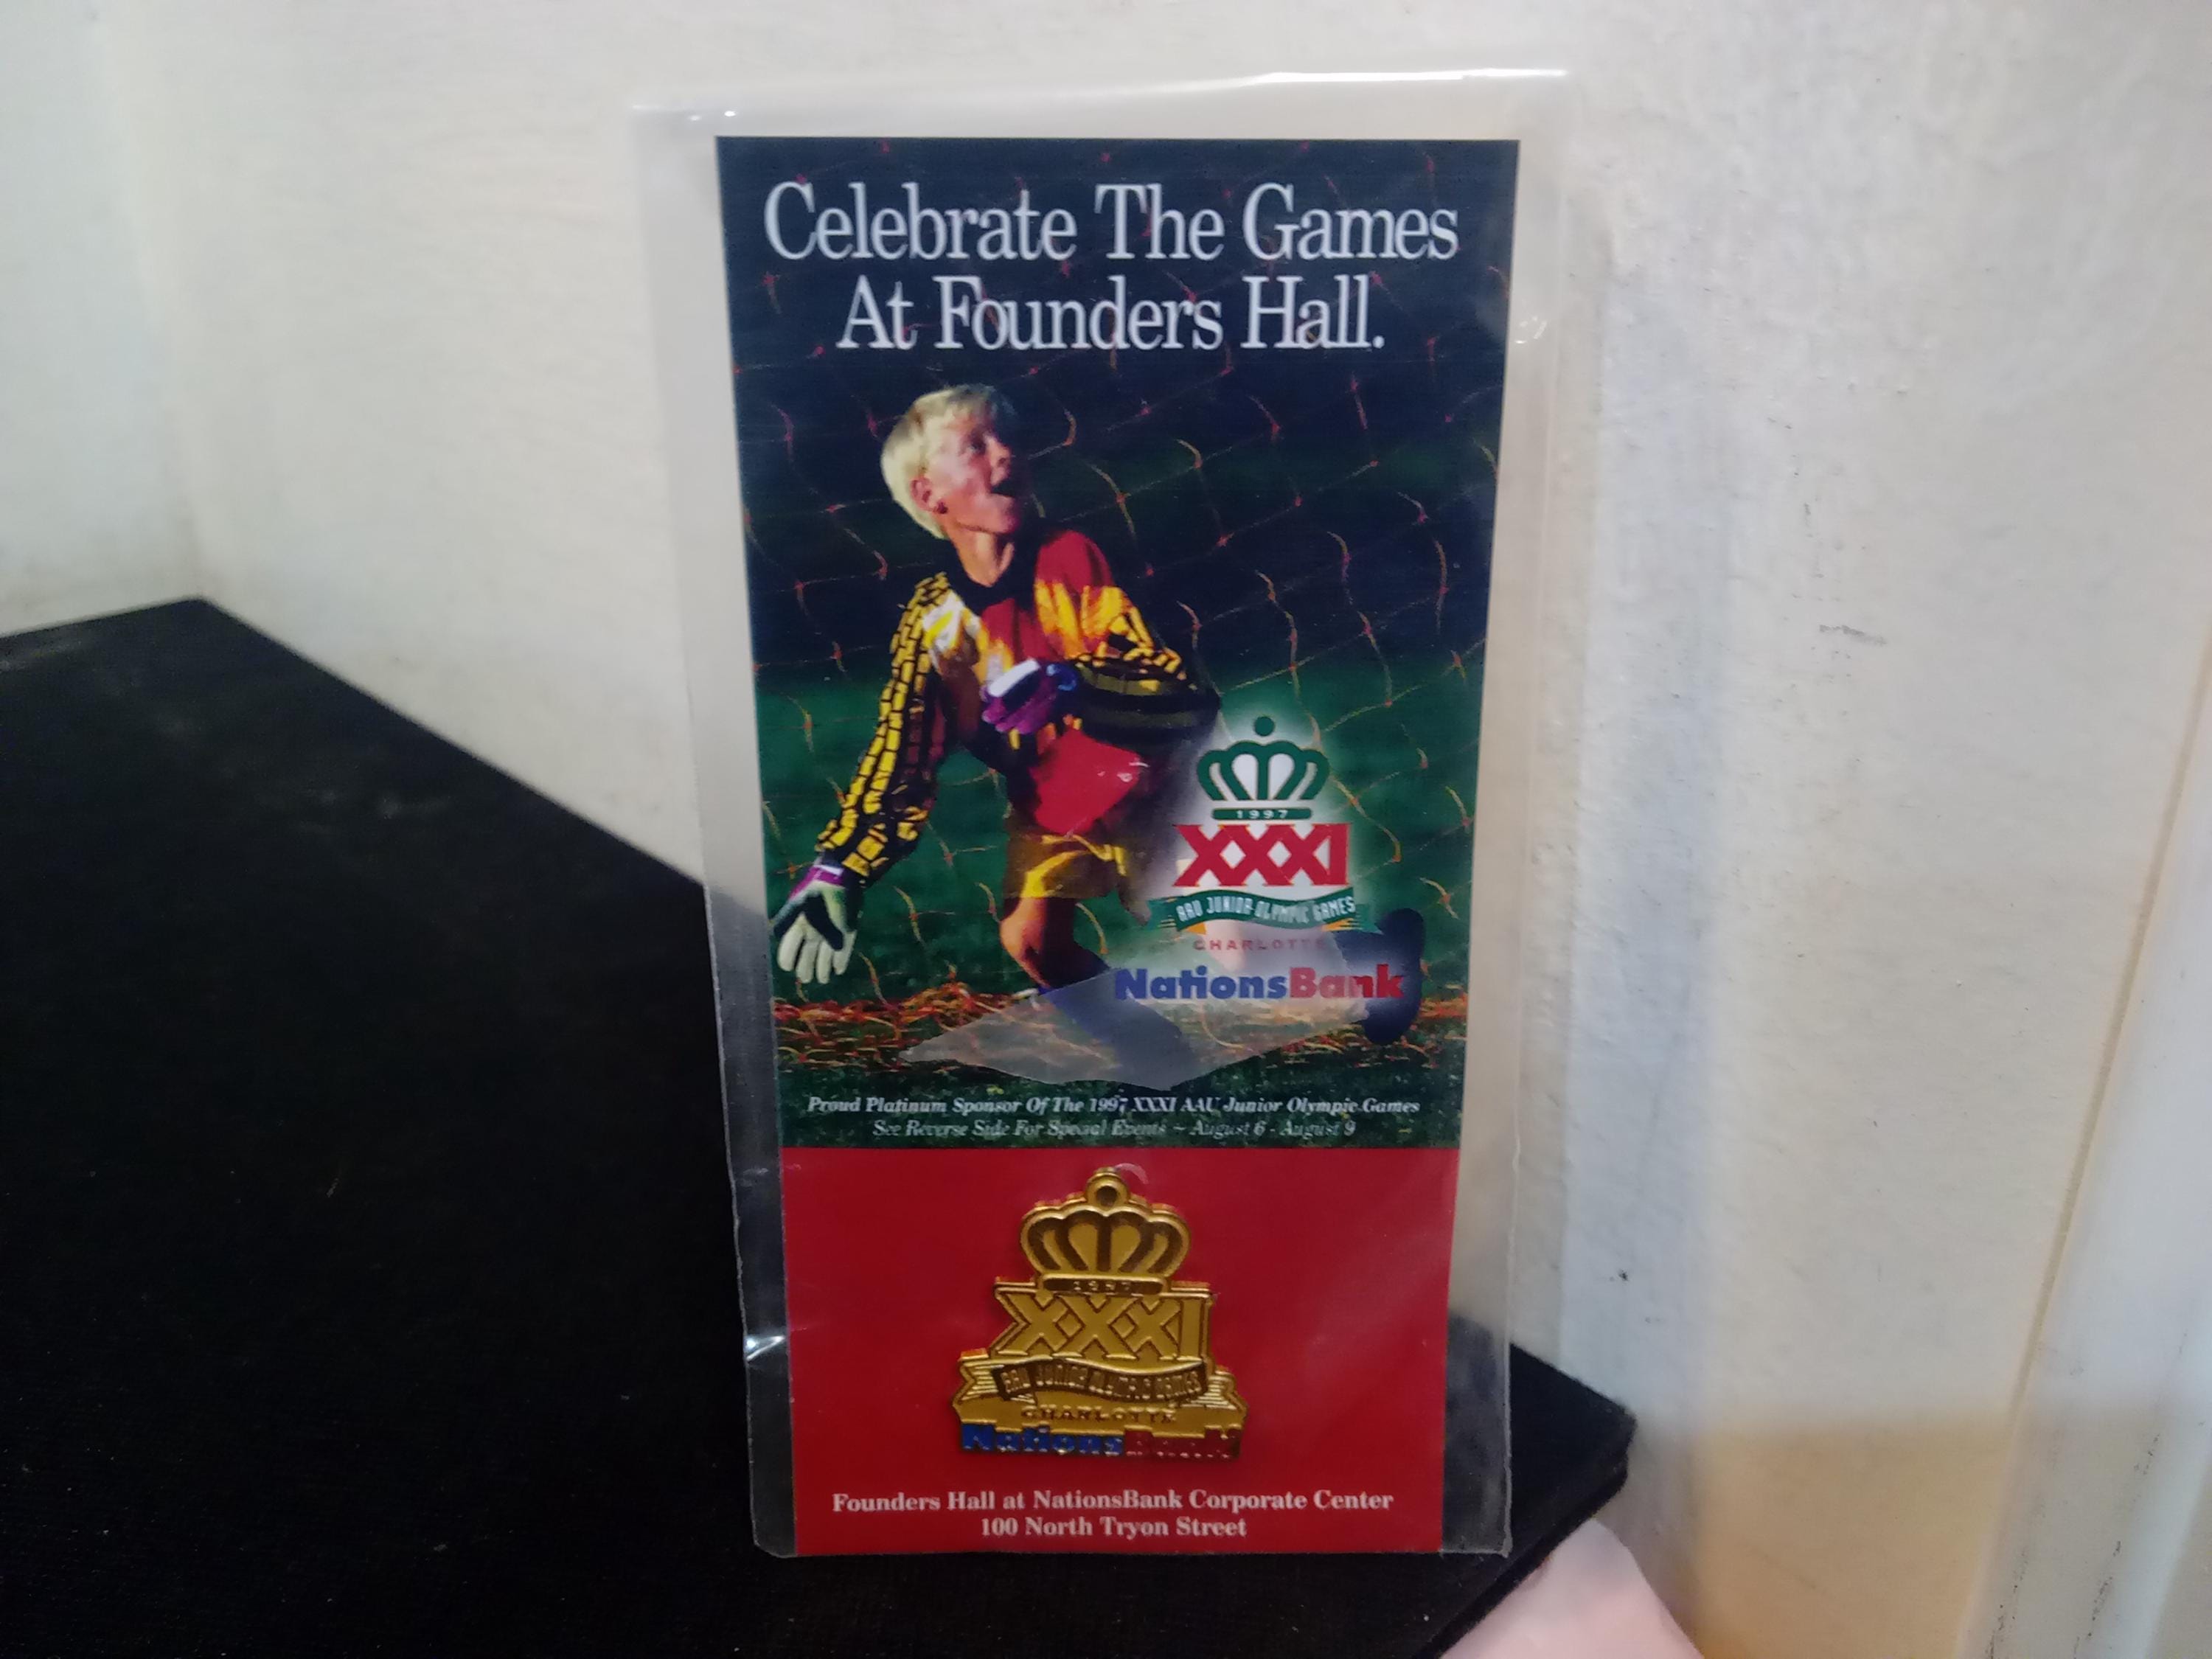 Celebrate The Games
At Founders Hall.
1997
XXXI
AAU JUNIOR OLYMPIC GAMES
CHARLOTTE
NationsBank
Proud Platinum Sponsor Of The 1997 XXXI AAU Junior Olympic Games
See Reverse Side For Special Events ~ August 6 - August 9
1997
XXXI
AAU JUNIOR OLYMPIC GAMES
CHARLOTTE
NationsBank
Founders Hall at NationsBank Corporate Center
100 North Tryon Street